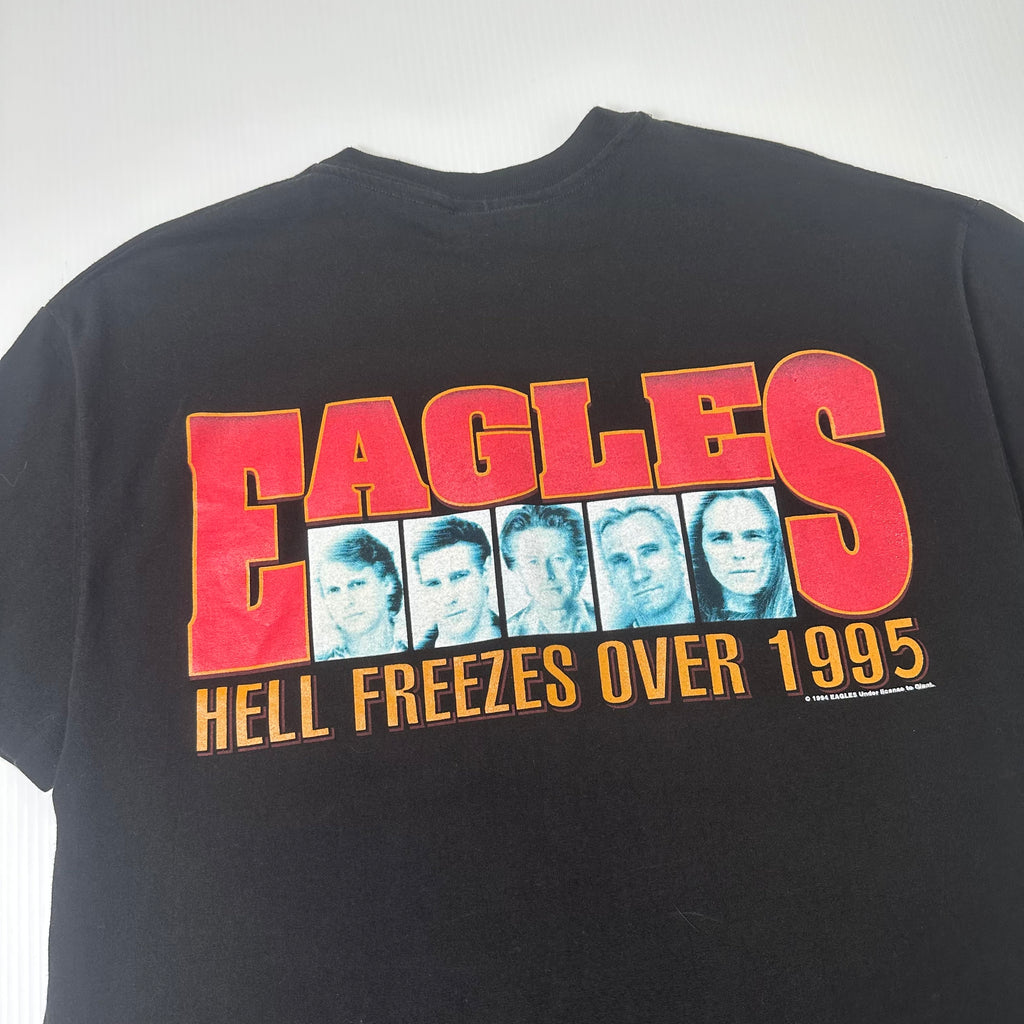 EAGLES
HELL FREEZES OVER 1995
© 1994 EAGLES Under license to Giant.